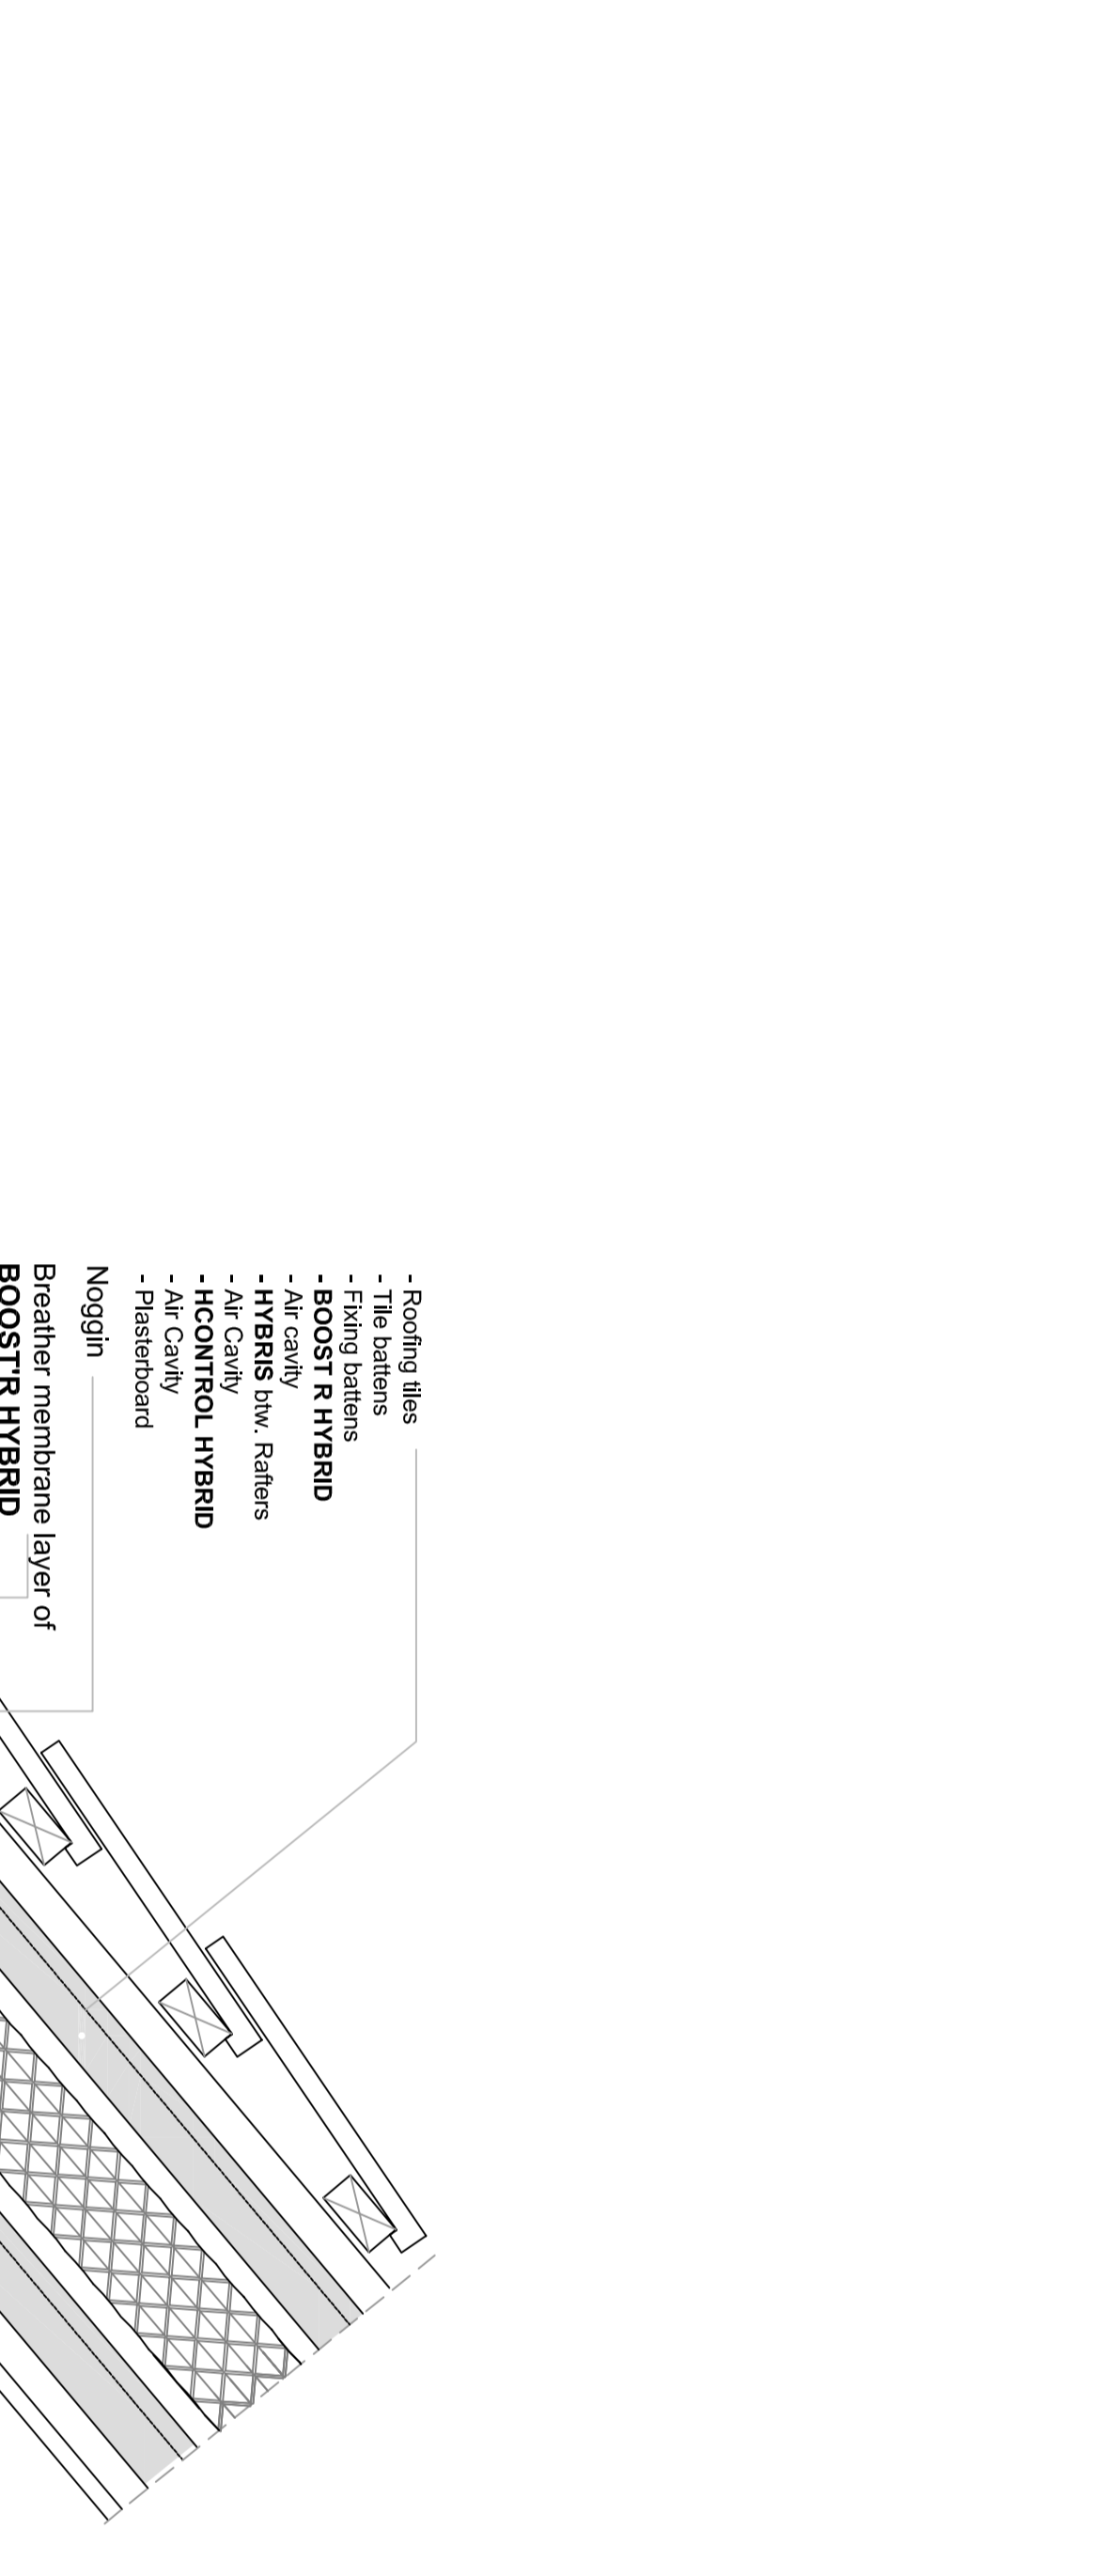 - Roofing tiles
- Tile battens
- Fixing battens
- BOOST R HYBRID
- Air cavity
- HYBRIS btw. Rafters
- Air Cavity
- HCONTROL HYBRID
- Air Cavity
- Plasterboard
Noggin
Breather membrane layer of
BOOST'R HYBRID